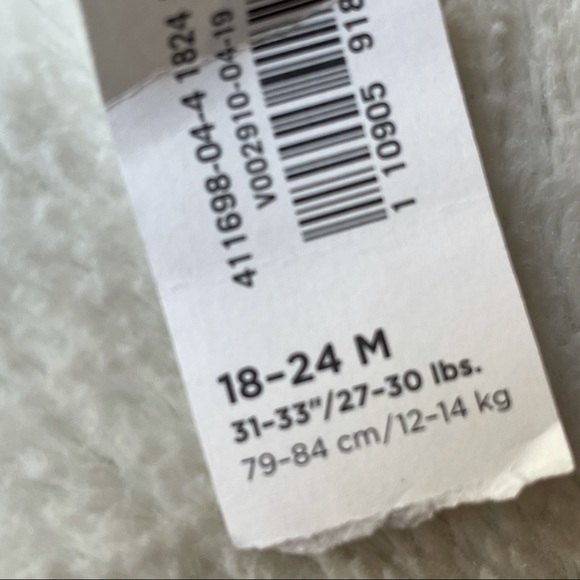 411698-04-4 1824
V002910-04-19
1 10905 918
18-24 M
31-33"/27-30 lbs.
79-84 cm/12-14 kg